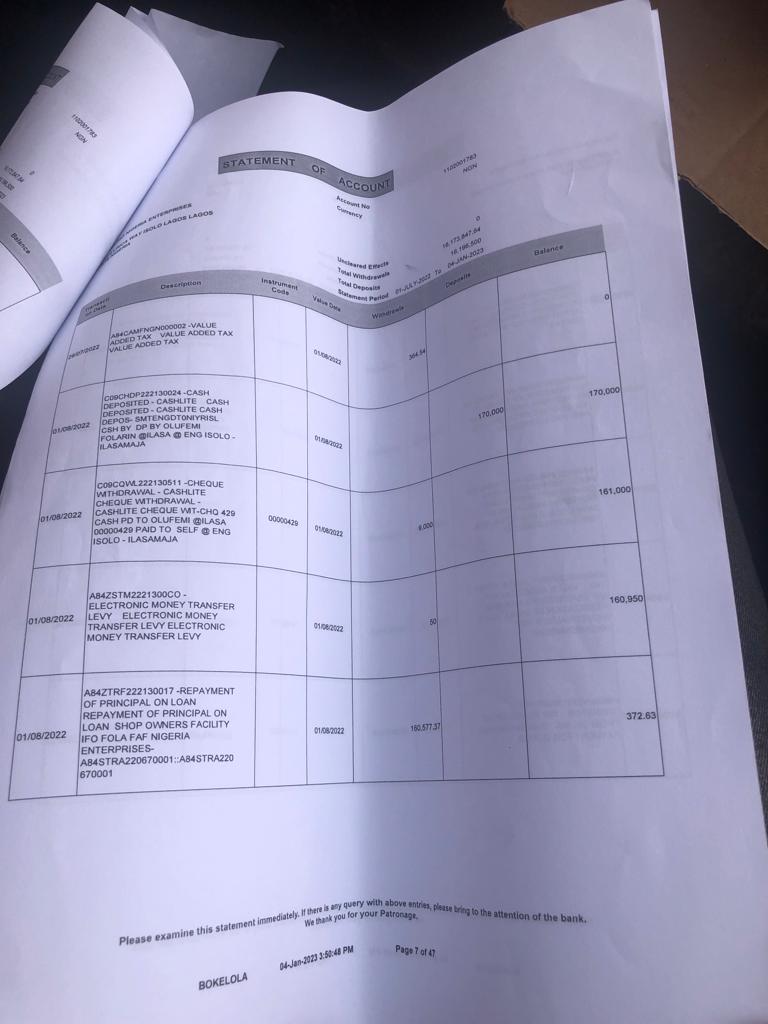 1102001783
NGN
0
Balance
STATEMENT OF ACCOUNT
1102001783
NGN
Account No
Currency
NIGERIA ENTERPRISES
WAY ISOLO LAGOS LAGOS
0
16,173,847.64
16,196,500
Uncleared Effects
Total Withdrawals
Total Deposits
Statement Period 01-JULY-2022 To 04-JAN-2023
Description
Instrument
Code
Value Date
Withdrawals
Deposits
Balance
on Date
29/07/2022
A84CAMFNGN000002 -VALUE
ADDED TAX VALUE ADDED TAX
VALUE ADDED TAX
01/08/2022
364.54
0
01/08/2022
C09CHDP222130024 -CASH
DEPOSITED - CASHLITE CASH
DEPOSITED - CASHLITE CASH
DEPOS- SMTENGDT0NIYRISL
CSH BY DP BY OLUFEMI
FOLARIN @ILASA @ ENG ISOLO -
ILASAMAJA
01/08/2022
170,000
170,000
01/08/2022
C09CQWL222130511 -CHEQUE
WITHDRAWAL - CASHLITE
CHEQUE WITHDRAWAL -
CASHLITE CHEQUE WIT-CHQ 429
CASH PD TO OLUFEMI @ILASA
00000429 PAID TO SELF @ ENG
ISOLO - ILASAMAJA
00000429
01/08/2022
9,000
161,000
01/08/2022
A84ZSTM2221300CO -
ELECTRONIC MONEY TRANSFER
LEVY ELECTRONIC MONEY
TRANSFER LEVY ELECTRONIC
MONEY TRANSFER LEVY
01/08/2022
50
160,950
01/08/2022
A84ZTRF222130017 -REPAYMENT
OF PRINCIPAL ON LOAN
REPAYMENT OF PRINCIPAL ON
LOAN SHOP OWNERS FACILITY
IFO FOLA FAF NIGERIA
ENTERPRISES-
A84STRA220670001::A84STRA220
670001
01/08/2022
160,577.37
372.63
Please examine this statement immediately. If there is any query with above entries, please bring to the attention of the bank.
We thank you for your Patronage.
BOKELOLA
04-Jan-2023 3:50:48 PM
Page 7 of 47